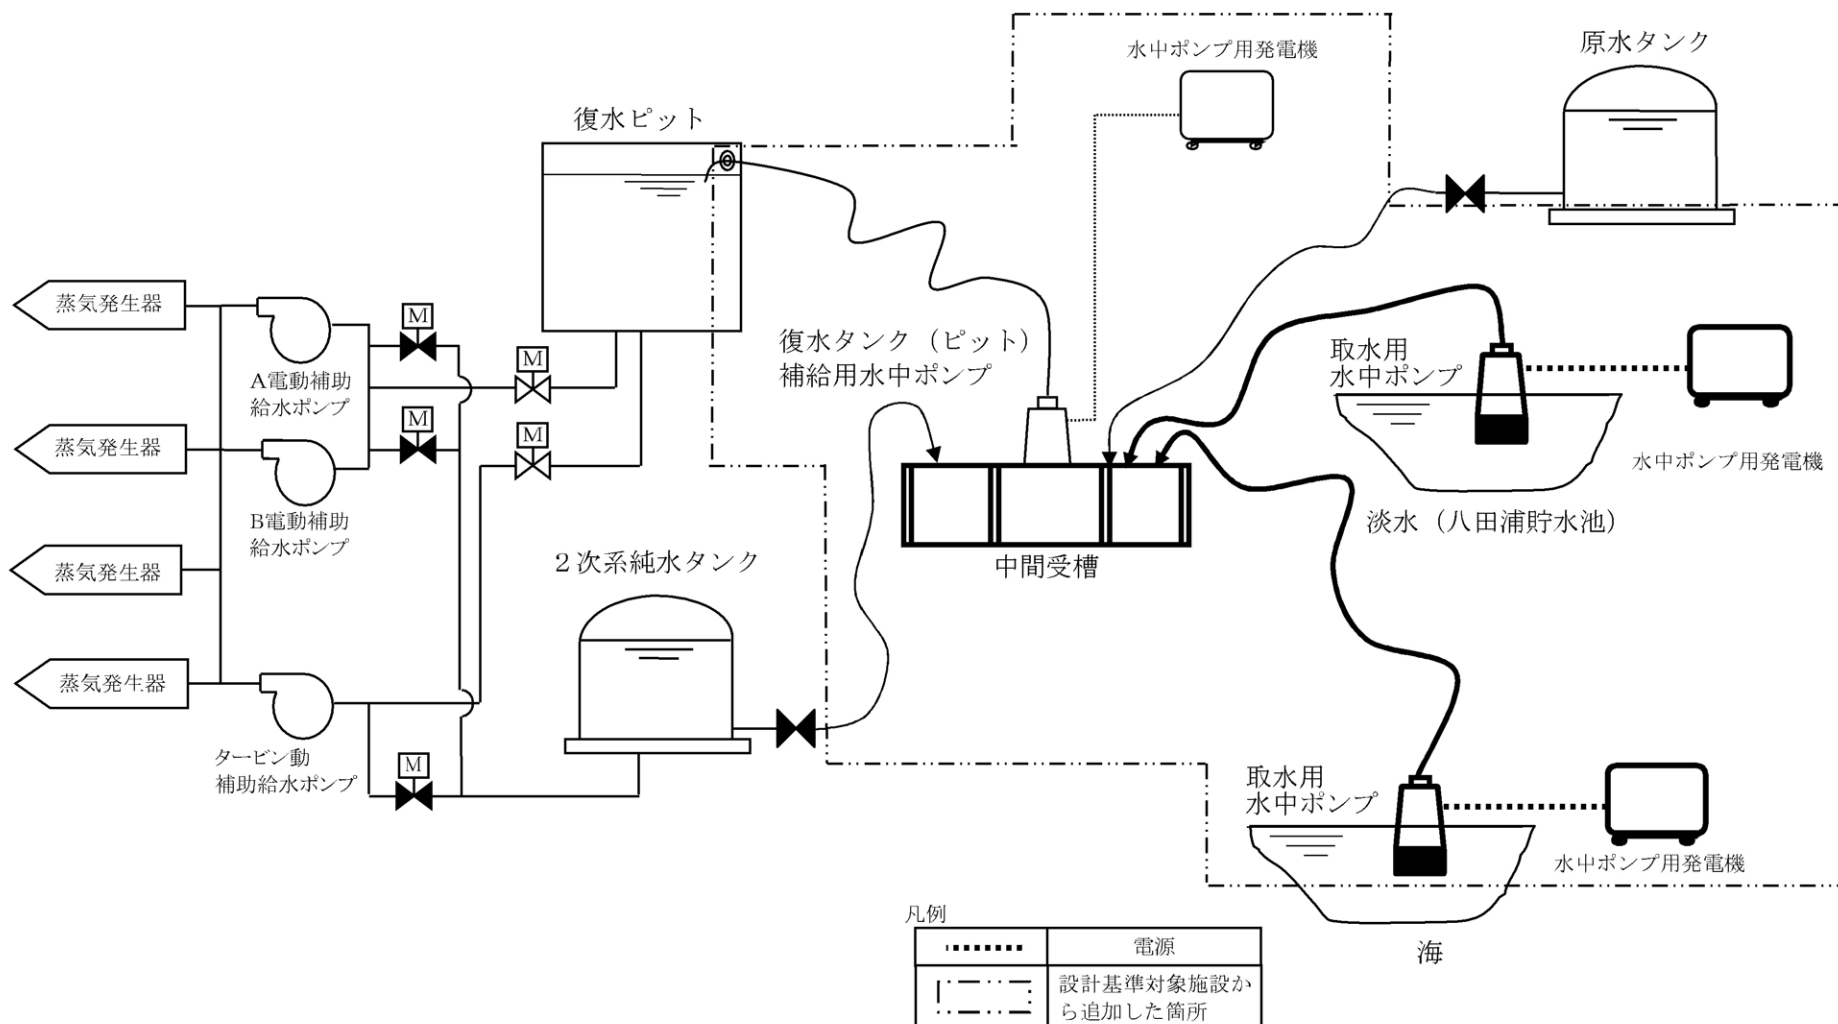 水中ポンプ用発電機
原水タンク
復水ピット
蒸気発生器
M
A電動補助
給水ポンプ
M
復水タンク（ピット）
補給用水中ポンプ
取水用
水中ポンプ
水中ポンプ用発電機
蒸気発生器
M
M
B電動補助
給水ポンプ
淡水（八田浦貯水池）
蒸気発生器
２次系純水タンク
中間受槽
蒸気発生器
タービン動
補助給水ポンプ
M
取水用
水中ポンプ
水中ポンプ用発電機
海
凡例
電源
設計基準対象施設か
ら追加した箇所